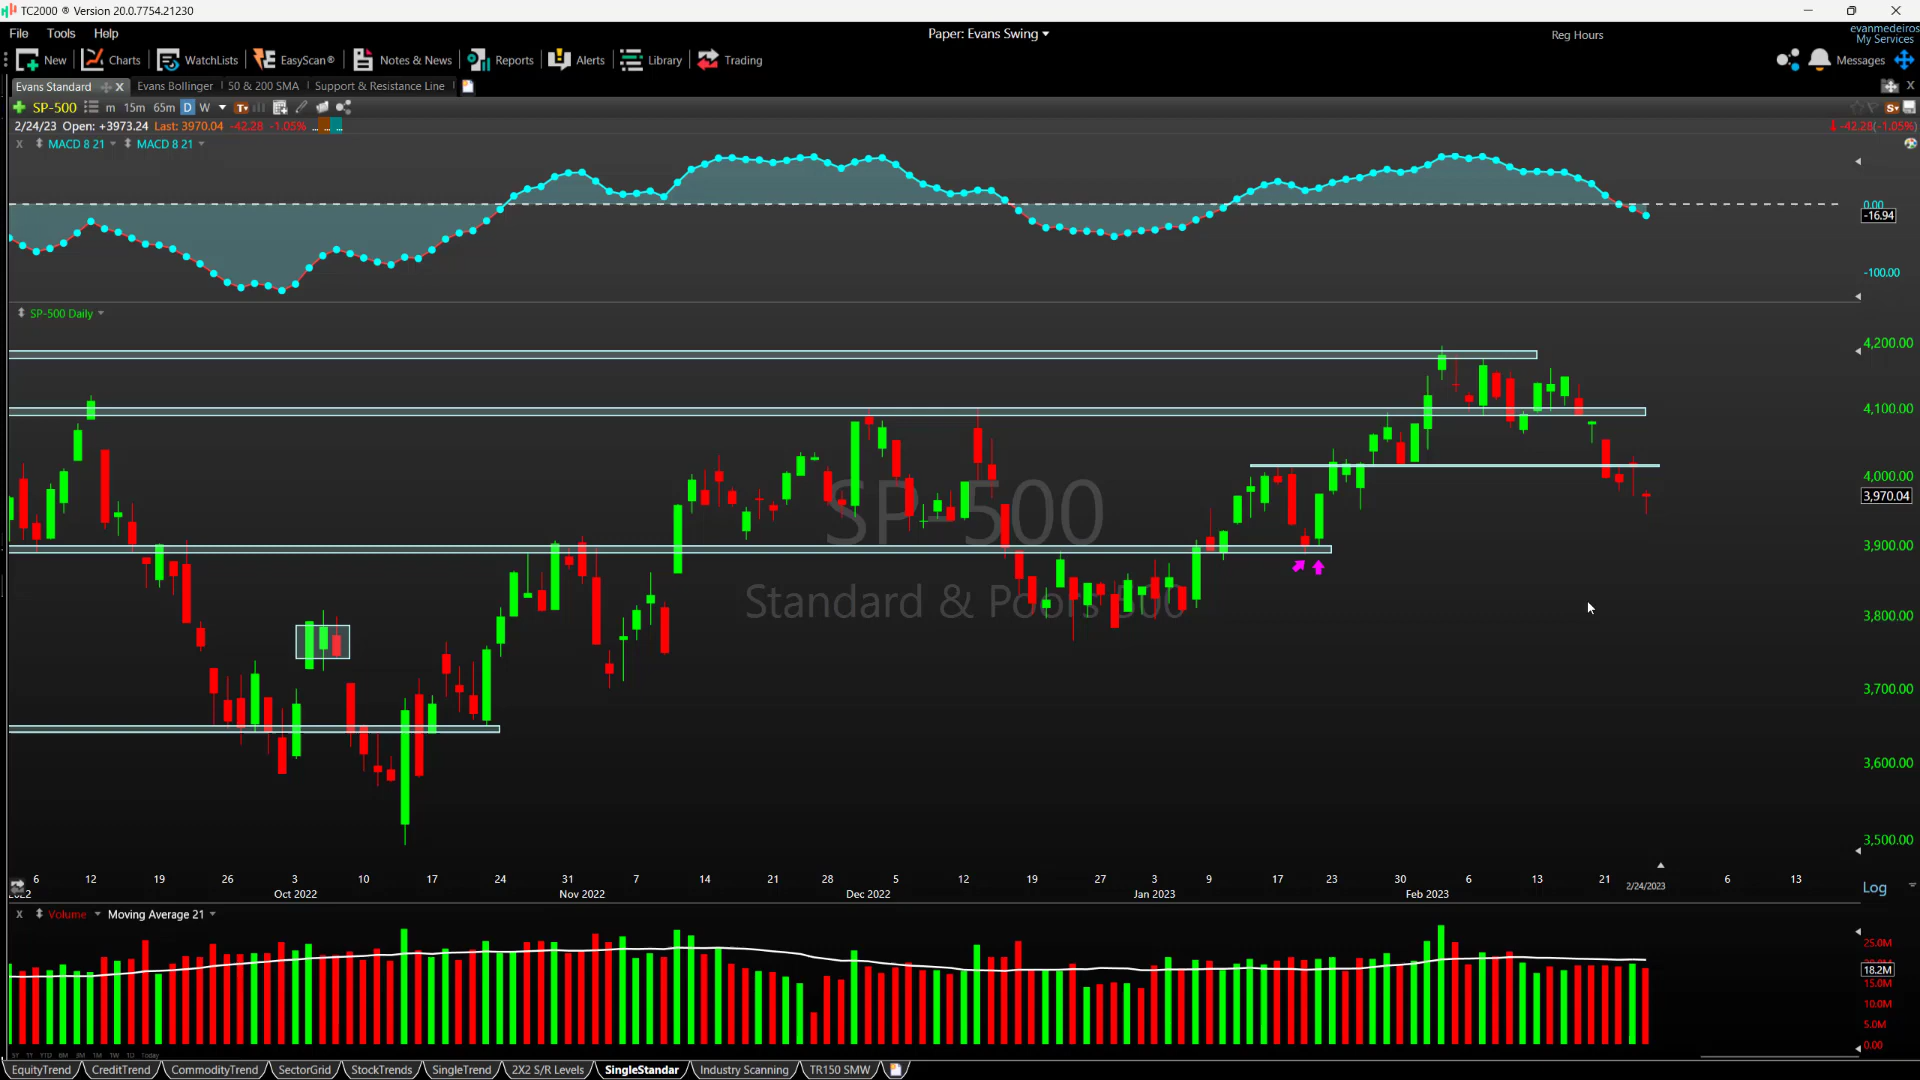 TC2000 ® Version 20.0.7754.21230
File Tools Help
Paper: Evans Swing
Reg Hours
evanmedeiros
My Services
New Charts WatchLists EasyScan® Notes & News Reports Alerts Library Trading
Messages
Evans Standard X Evans Bollinger 50 & 200 SMA Support & Resistance Line
X
SP-500 m 15m 65m D W T S
2/24/23 Open: +3973.24 Last: 3970.04 -42.28 -1.05% ... ... ...
-42.28(-1.05%)
X MACD 8 21 MACD 8 21
0.00
-16.94
-100.00
SP-500 Daily
4,200.00
4,100.00
4,000.00
3,970.04
3,900.00
3,800.00
3,700.00
3,600.00
3,500.00
SP-500
Standard & Poors 500
6 12 19 26 3 10 17 24 31 7 14 21 28 5 12 19 27 3 9 17 23 30 6 13 21 2/24/2023 6 13
Oct 2022 Nov 2022 Dec 2022 Jan 2023 Feb 2023
Log
X Volume Moving Average 21
25.0M
18.2M
15.0M
10.0M
5.0M
0.00
EquityTrend CreditTrend CommodityTrend SectorGrid StockTrends SingleTrend 2X2 S/R Levels SingleStandar Industry Scanning TR150 SMW